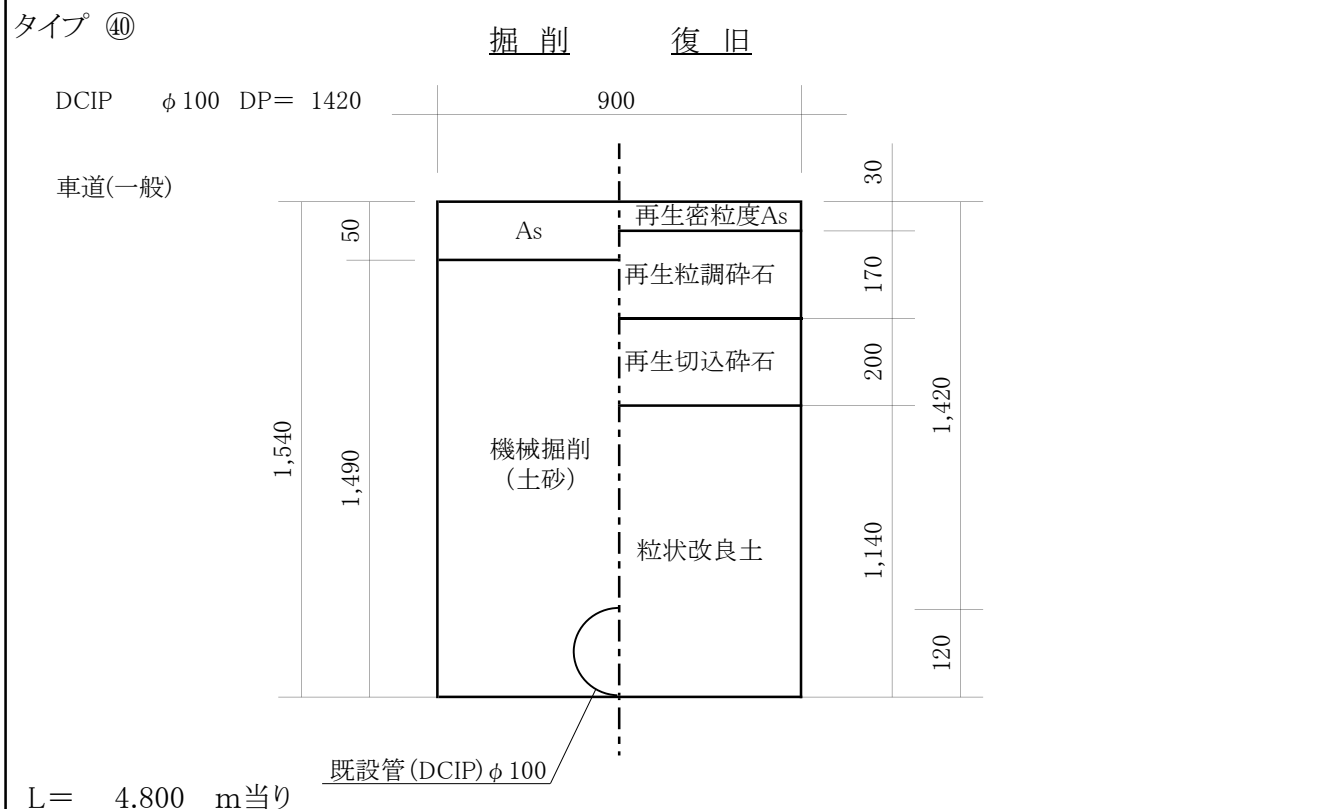 タイプ ㊵
掘 削 復 旧
DCIP φ100 DP＝ 1420
900
車道(一般)
30
50
As
再生密粒度As
再生粒調砕石
170
再生切込砕石
200
1,420
1,540
1,490
機械掘削
（土砂）
粒状改良土
1,140
120
既設管(DCIP)φ100
L＝ 4.800 m当り